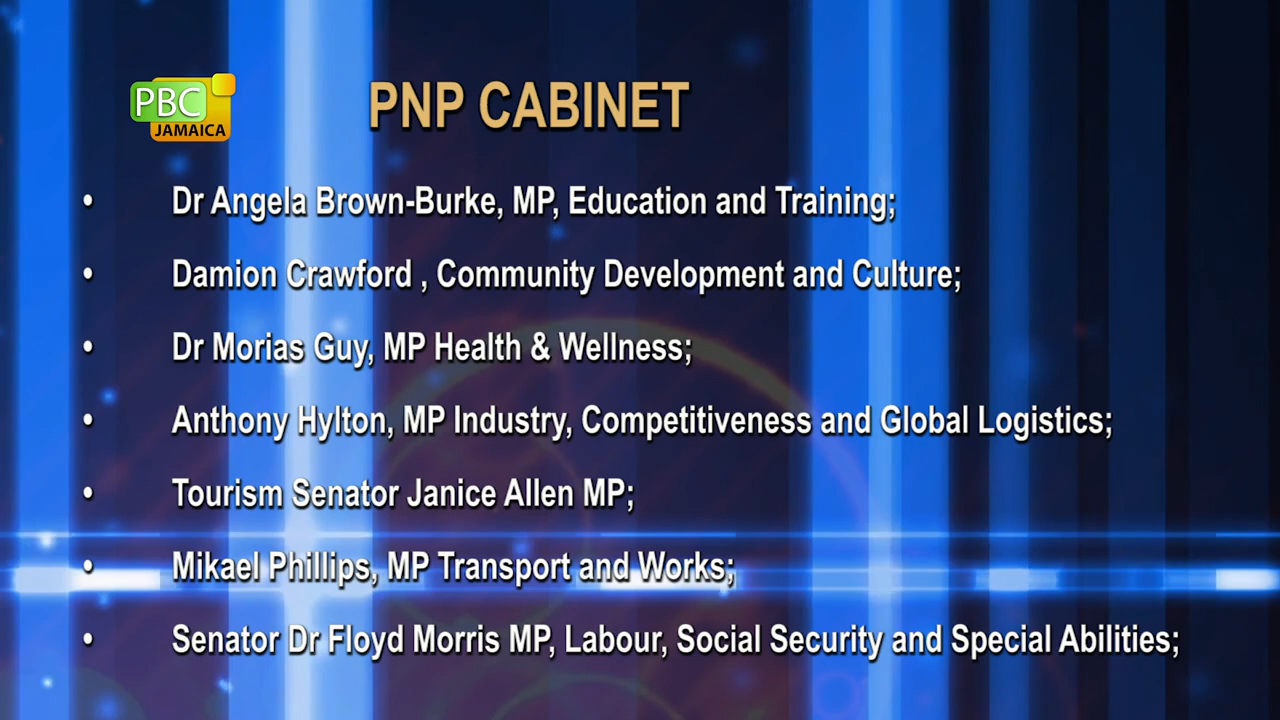 PBC
JAMAICA
PNP CABINET
• Dr Angela Brown-Burke, MP, Education and Training;
• Damion Crawford , Community Development and Culture;
• Dr Morias Guy, MP Health & Wellness;
• Anthony Hylton, MP Industry, Competitiveness and Global Logistics;
• Tourism Senator Janice Allen MP;
• Mikael Phillips, MP Transport and Works;
• Senator Dr Floyd Morris MP, Labour, Social Security and Special Abilities;